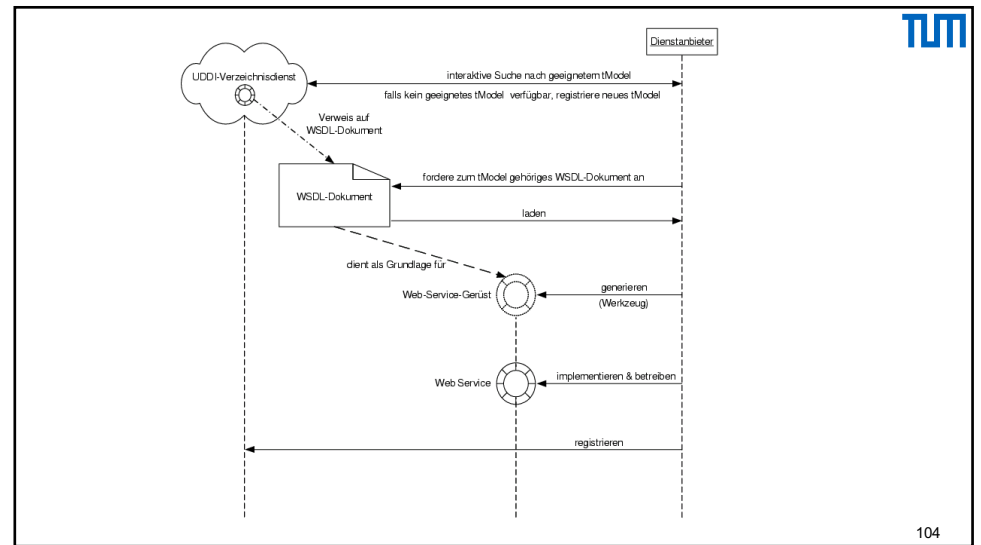 TUM
Dienstanbieter
UDDI-Verzeichnisdienst
interaktive Suche nach geeignetem tModel
falls kein geeignetes tModel verfügbar, registriere neues tModel
Verweis auf
WSDL-Dokument
fordere zum tModel gehöriges WSDL-Dokument an
WSDL-Dokument
laden
dient als Grundlage für
Web-Service-Gerüst
generieren
(Werkzeug)
Web Service
implementieren & betreiben
registrieren
104